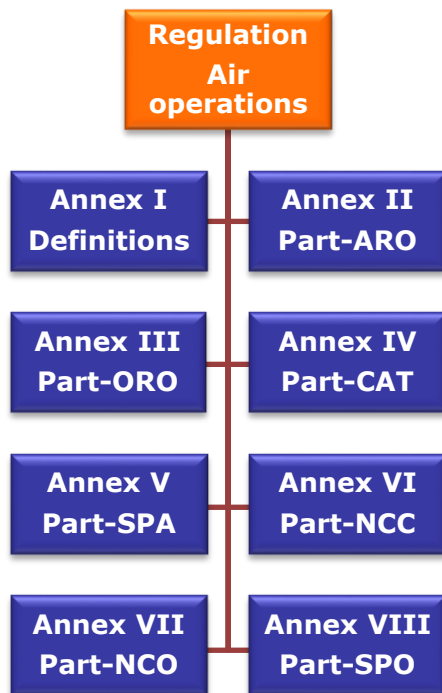 Regulation
Air
operations
Annex I
Definitions
Annex II
Part-ARO
Annex III
Part-ORO
Annex IV
Part-CAT
Annex V
Part-SPA
Annex VI
Part-NCC
Annex VII
Part-NCO
Annex VIII
Part-SPO